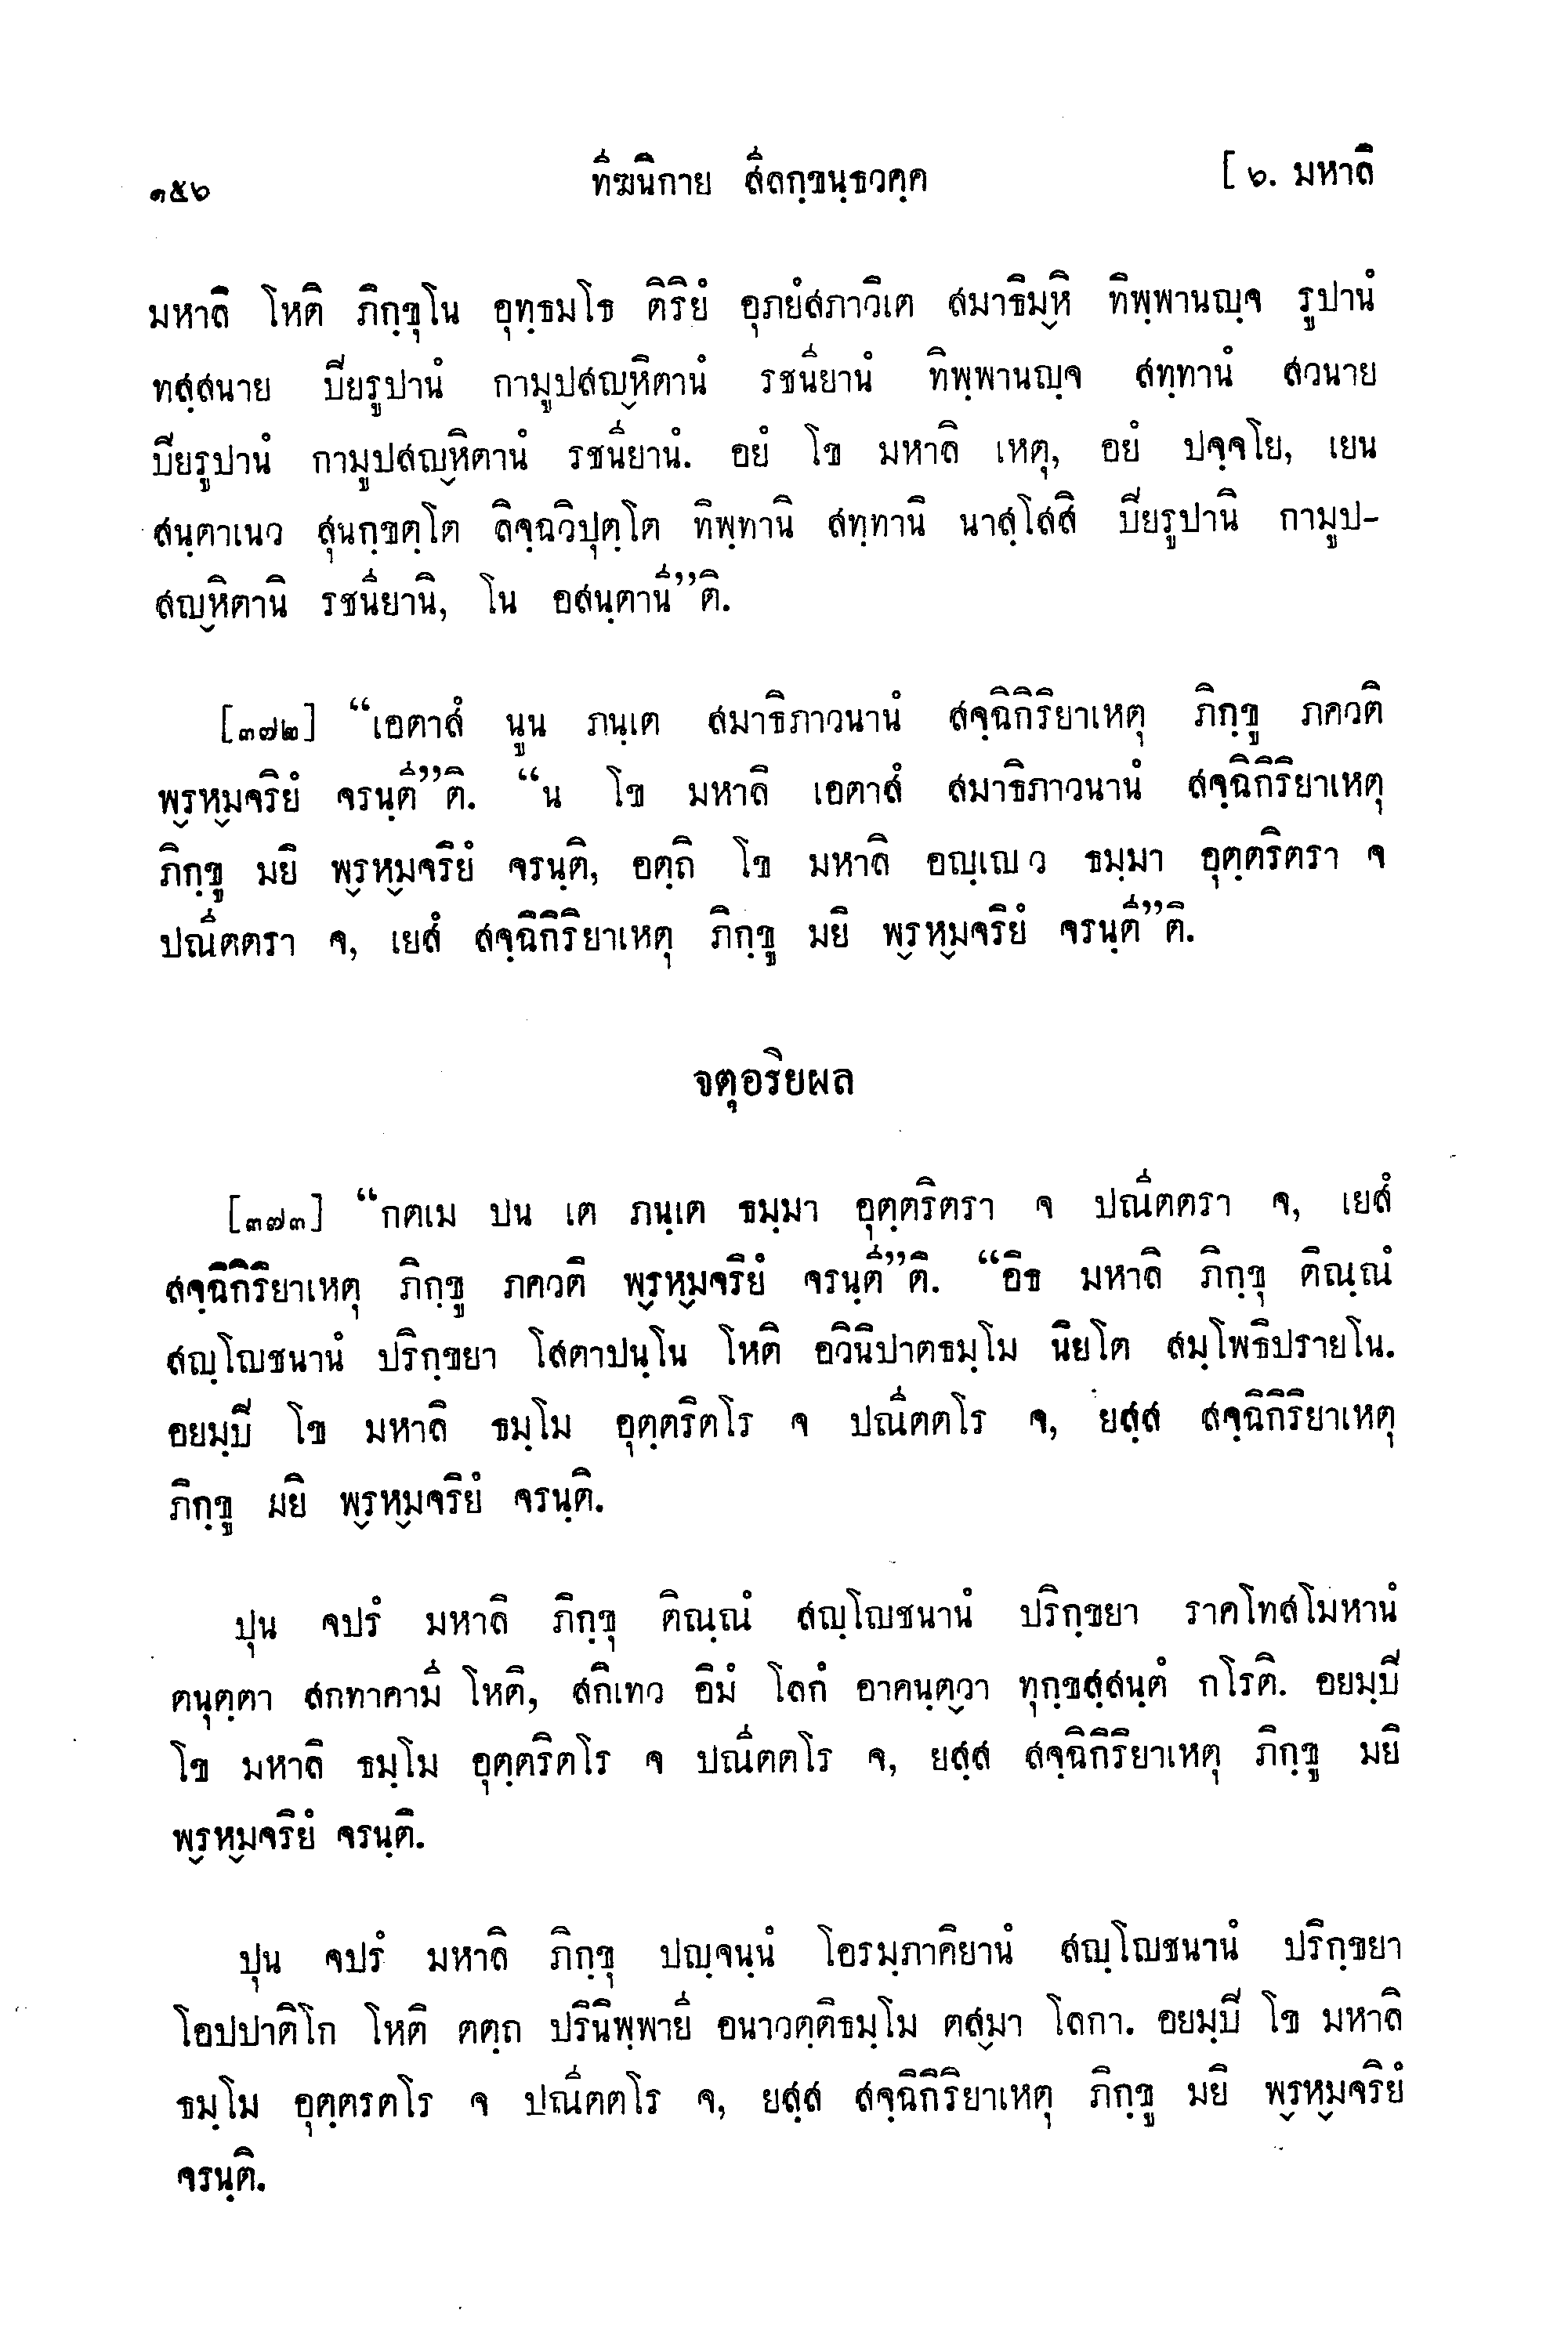 ๑๕๖ ทีฆนิกาย สีลกฺขนฺธวคฺค [ ๖. มหาลิ
มหาลิ โหติ ภิกฺขุโน อุทฺธมโธ ติริยํ อุภยํสภาวิเต สมาธิมฺหิ ทิพฺพานญฺจ รูปานํ
ทสฺสนาย ปิยรูปานํ กามูปสญฺหิตานํ รชนียานํ ทิพฺพานญฺจ สทฺทานํ สวนาย
ปิยรูปานํ กามูปสญฺหิตานํ รชนียานํ. อยํ โข มหาลิ เหตุ, อยํ ปจฺจโย, เยน
สนฺตาเนว สุนกฺขตฺโต ลิจฺฉวิปุตฺโต ทิพฺพานิ สทฺทานิ นาสฺโสสิ ปิยรูปานิ กามูป-
สญฺหิตานิ รชนียานิ, โน อสนฺตานี”ติ.
[๓๗๒] “เอตาสํ นูน ภนฺเต สมาธิภาวนานํ สจฺฉิกิริยาเหตุ ภิกฺขู ภควติ
พฺรหฺมจริยํ จรนฺตี”ติ. “น โข มหาลิ เอตาสํ สมาธิภาวนานํ สจฺฉิกิริยาเหตุ
ภิกฺขู มยิ พฺรหฺมจริยํ จรนฺติ, อตฺถิ โข มหาลิ อญฺเญว ธมฺมา อุตฺตริตรา จ
ปณีตตรา จ, เยสํ สจฺฉิกิริยาเหตุ ภิกฺขู มยิ พฺรหฺมจริยํ จรนฺตี”ติ.
จตุอริยผล
[๓๗๓] “กตเม ปน เต ภนฺเต ธมฺมา อุตฺตริตรา จ ปณีตตรา จ, เยสํ
สจฺฉิกิริยาเหตุ ภิกฺขู ภควติ พฺรหฺมจริยํ จรนฺตี”ติ. “อิธ มหาลิ ภิกฺขุ ติณฺณํ
สญฺโญชนานํ ปริกฺขยา โสตาปนฺโน โหติ อวินิปาตธมฺโม นิยโต สมฺโพธิปรายโน.
อยมฺปิ โข มหาลิ ธมฺโม อุตฺตริตโร จ ปณีตตโร จ, ยสฺส สจฺฉิกิริยาเหตุ
ภิกฺขู มยิ พฺรหฺมจริยํ จรนฺติ.
ปุน จปรํ มหาลิ ภิกฺขุ ติณฺณํ สญฺโญชนานํ ปริกฺขยา ราคโทสโมหานํ
ตนุตฺตา สกทาคามี โหติ, สกิเทว อิมํ โลกํ อาคนฺตฺวา ทุกฺขสฺสนฺตํ กโรติ. อยมฺปิ
โข มหาลิ ธมฺโม อุตฺตริตโร จ ปณีตตโร จ, ยสฺส สจฺฉิกิริยาเหตุ ภิกฺขู มยิ
พฺรหฺมจริยํ จรนฺติ.
ปุน จปรํ มหาลิ ภิกฺขุ ปญฺจนฺนํ โอรมฺภาคิยานํ สญฺโญชนานํ ปริกฺขยา
โอปปาติโก โหติ ตตฺถ ปรินิพฺพายี อนาวตฺติธมฺโม ตสฺมา โลกา. อยมฺปิ โข มหาลิ
ธมฺโม อุตฺตรตโร จ ปณีตตโร จ, ยสฺส สจฺฉิกิริยาเหตุ ภิกฺขู มยิ พฺรหฺมจริยํ
จรนฺติ.